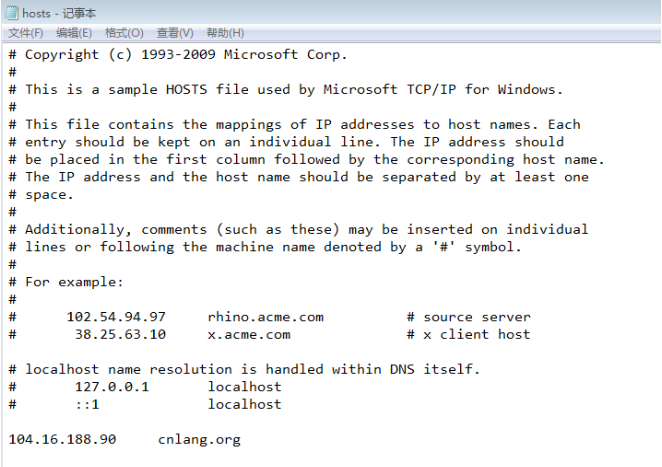 hosts - 记事本
文件(F) 编辑(E) 格式(O) 查看(V) 帮助(H)
# Copyright (c) 1993-2009 Microsoft Corp.
#
# This is a sample HOSTS file used by Microsoft TCP/IP for Windows.
#
# This file contains the mappings of IP addresses to host names. Each
# entry should be kept on an individual line. The IP address should
# be placed in the first column followed by the corresponding host name.
# The IP address and the host name should be separated by at least one
# space.
#
# Additionally, comments (such as these) may be inserted on individual
# lines or following the machine name denoted by a '#' symbol.
#
# For example:
#
#      102.54.94.97     rhino.acme.com          # source server
#       38.25.63.10     x.acme.com              # x client host

# localhost name resolution is handled within DNS itself.
#       127.0.0.1       localhost
#       ::1             localhost

104.16.188.90     cnlang.org